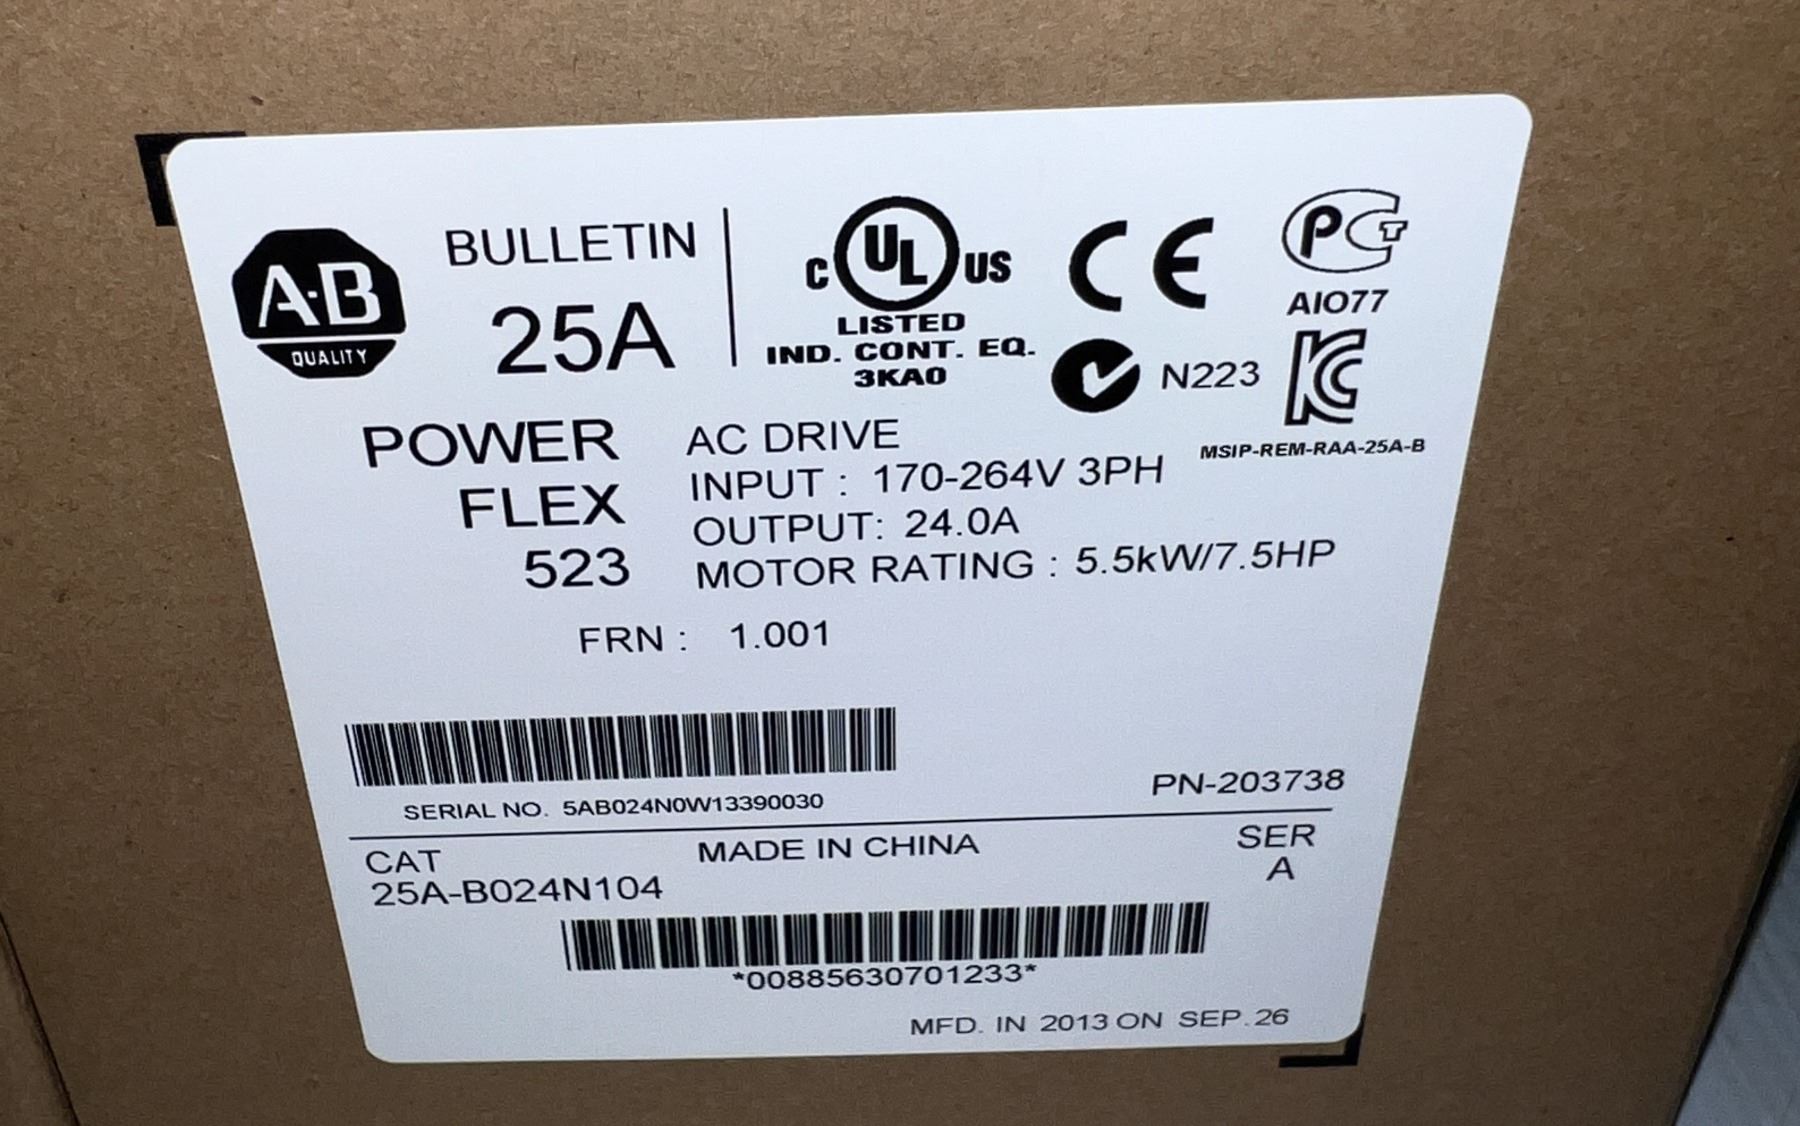 A-B
QUALITY
BULLETIN
25A
C UL US
LISTED
IND. CONT. EQ.
3KA0
CE
PCT
AIO77
N223
KC
MSIP-REM-RAA-25A-B
POWER
FLEX
523
AC DRIVE
INPUT : 170-264V 3PH
OUTPUT: 24.0A
MOTOR RATING : 5.5kW/7.5HP
FRN : 1.001
SERIAL NO. 5AB024N0W13390030
PN-203738
CAT
25A-B024N104
MADE IN CHINA
SER
A
*00885630701233*
MFD. IN 2013 ON SEP. 26